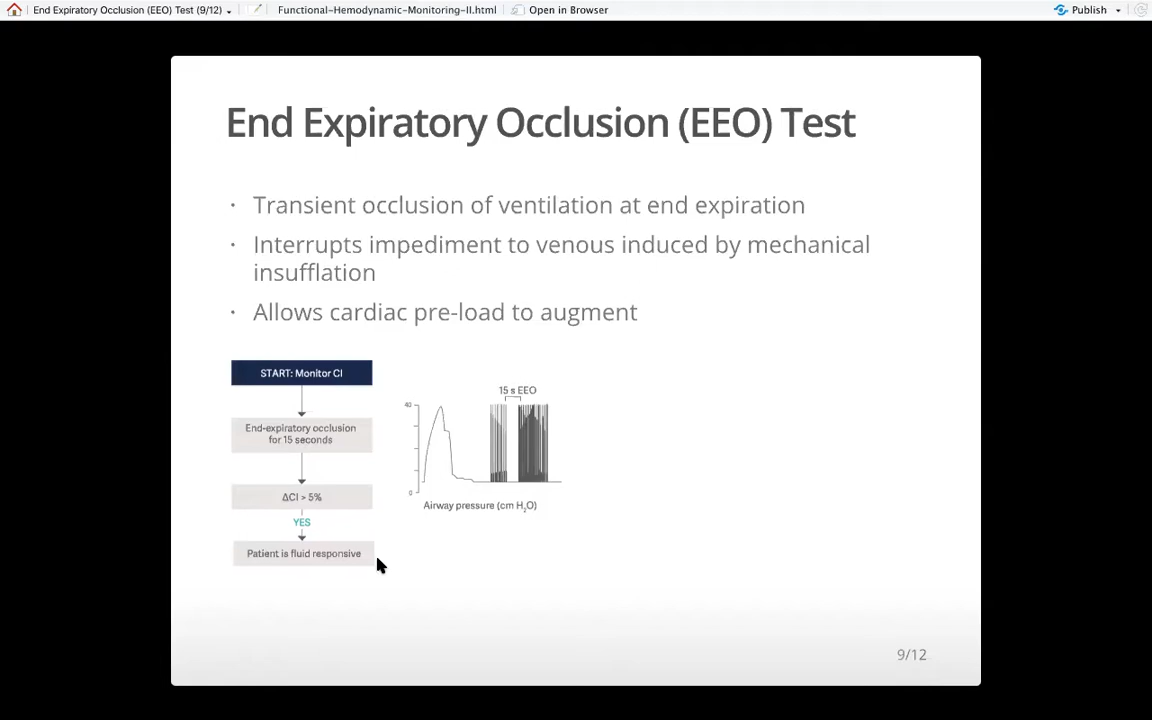 End Expiratory Occlusion (EEO) Test (9/12)
Functional-Hemodynamic-Monitoring-II.html
Open in Browser
Publish
End Expiratory Occlusion (EEO) Test
· Transient occlusion of ventilation at end expiration
· Interrupts impediment to venous induced by mechanical
insufflation
· Allows cardiac pre-load to augment
START: Monitor CI
End-expiratory occlusion
for 15 seconds
ΔCI > 5%
YES
Patient is fluid responsive
15 s EEO
40
0
Airway pressure (cm H₂O)
9/12